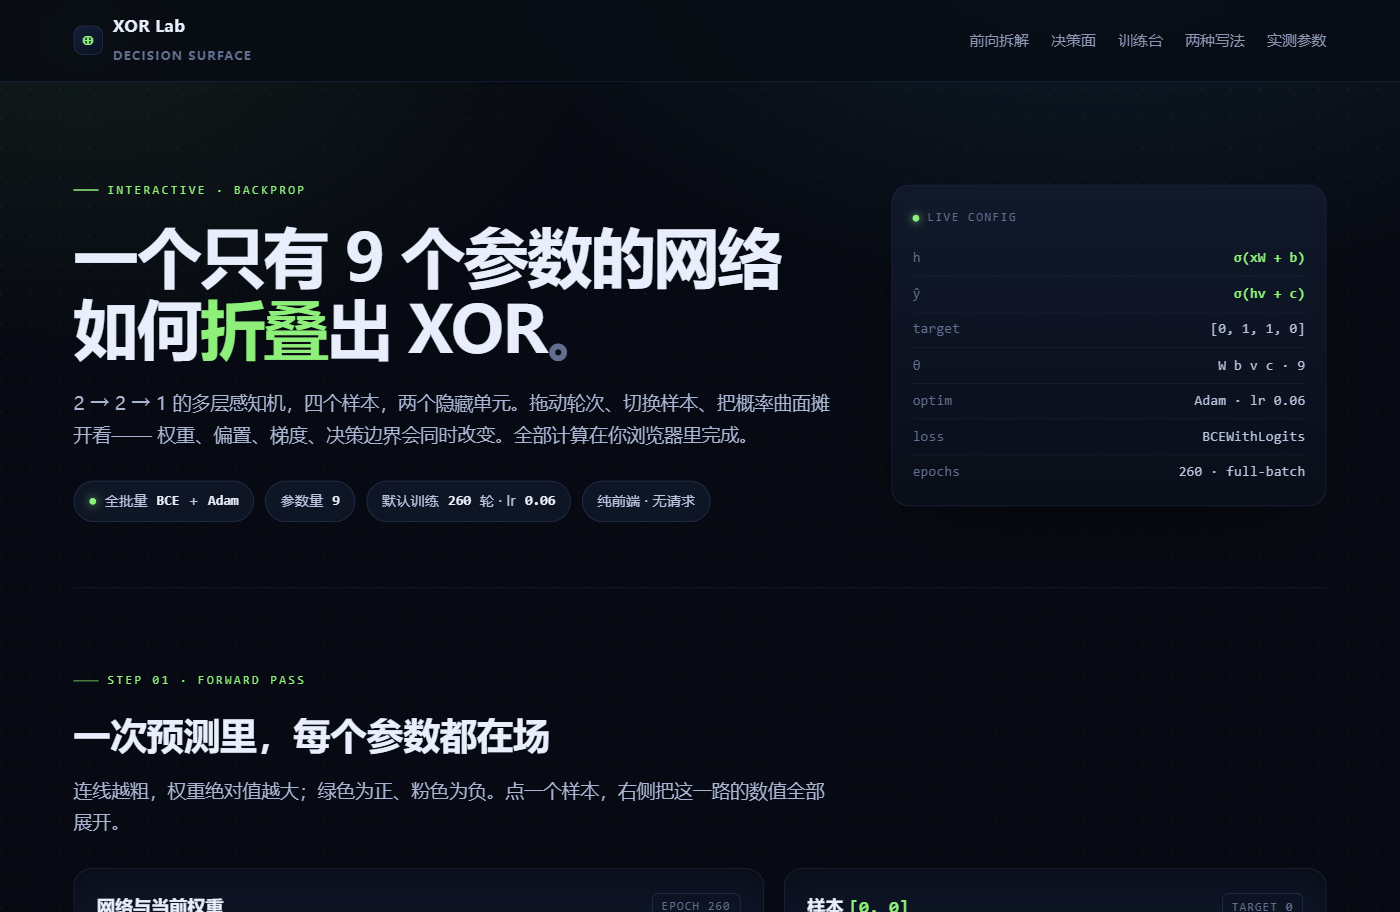 XOR Lab
DECISION SURFACE
前向拆解 决策面 训练台 两种写法 实测参数
INTERACTIVE · BACKPROP
一个只有 9 个参数的网络
如何折叠出 XOR。
2 → 2 → 1 的多层感知机，四个样本，两个隐藏单元。拖动轮次、切换样本、把概率曲面摊
开看—— 权重、偏置、梯度、决策边界会同时改变。全部计算在你浏览器里完成。
全批量 BCE + Adam
参数量 9
默认训练 260 轮 · lr 0.06
纯前端 · 无请求
LIVE CONFIG
h σ(xW + b)
ŷ σ(hv + c)
target [0, 1, 1, 0]
θ W b v c · 9
optim Adam · lr 0.06
loss BCEWithLogits
epochs 260 · full-batch
STEP 01 · FORWARD PASS
一次预测里，每个参数都在场
连线越粗，权重绝对值越大；绿色为正、粉色为负。点一个样本，右侧把这一路的数值全部
展开。
网络与当前权重
EPOCH 260
样本 [0, 0]
TARGET 0